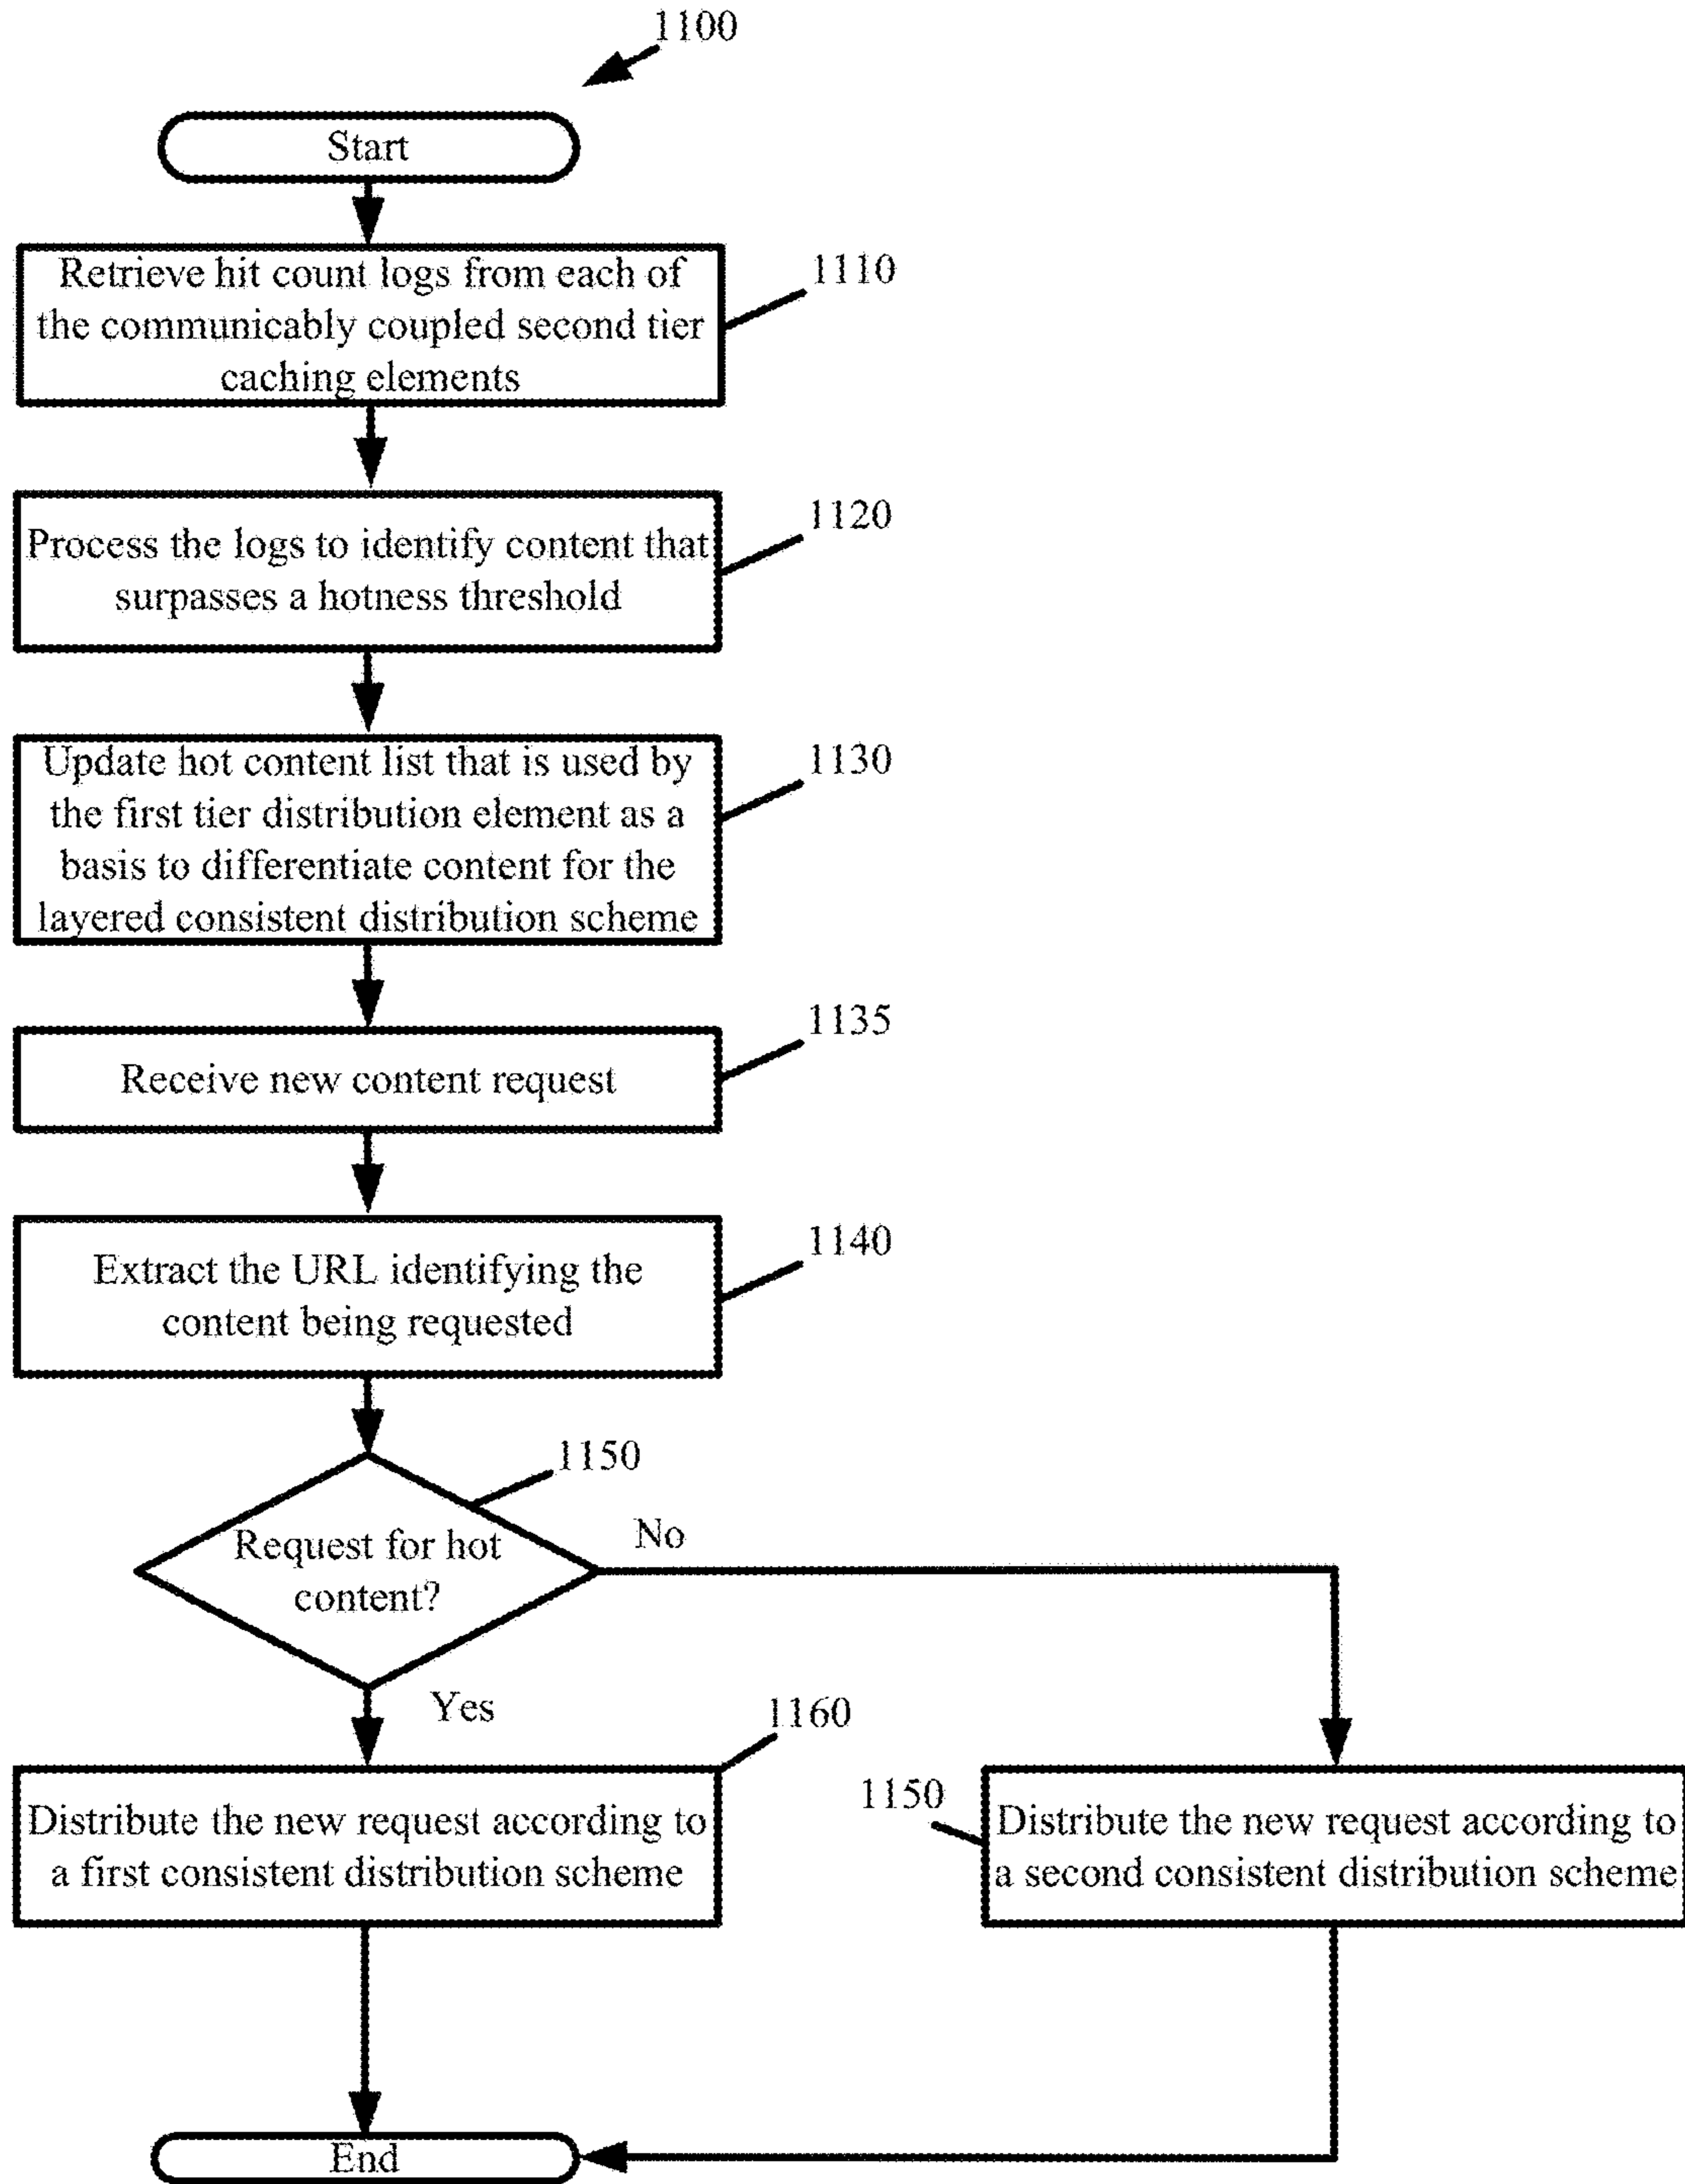 1100
Start
Retrieve hit count logs from each of
the communicably coupled second tier
caching elements
1110
Process the logs to identify content that
surpasses a hotness threshold
1120
Update hot content list that is used by
the first tier distribution element as a
basis to differentiate content for the
layered consistent distribution scheme
1130
Receive new content request
1135
Extract the URL identifying the
content being requested
1140
1150
Request for hot
content?
No
Yes
1160
Distribute the new request according to
a first consistent distribution scheme
1150
Distribute the new request according to
a second consistent distribution scheme
End